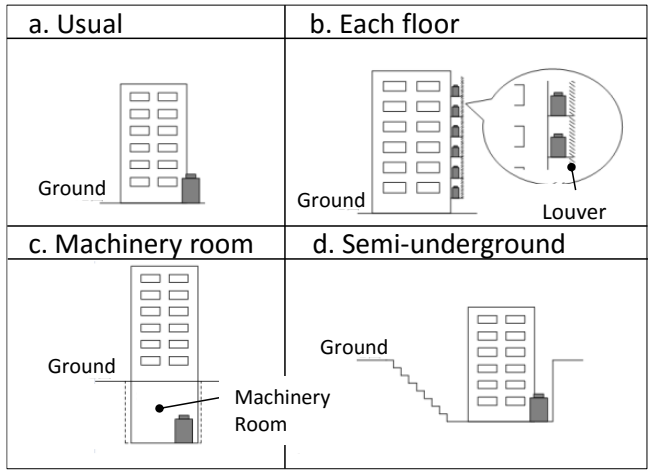 a. Usual
b. Each floor
Ground
Ground
Louver
c. Machinery room
d. Semi-underground
Ground
Machinery
Room
Ground